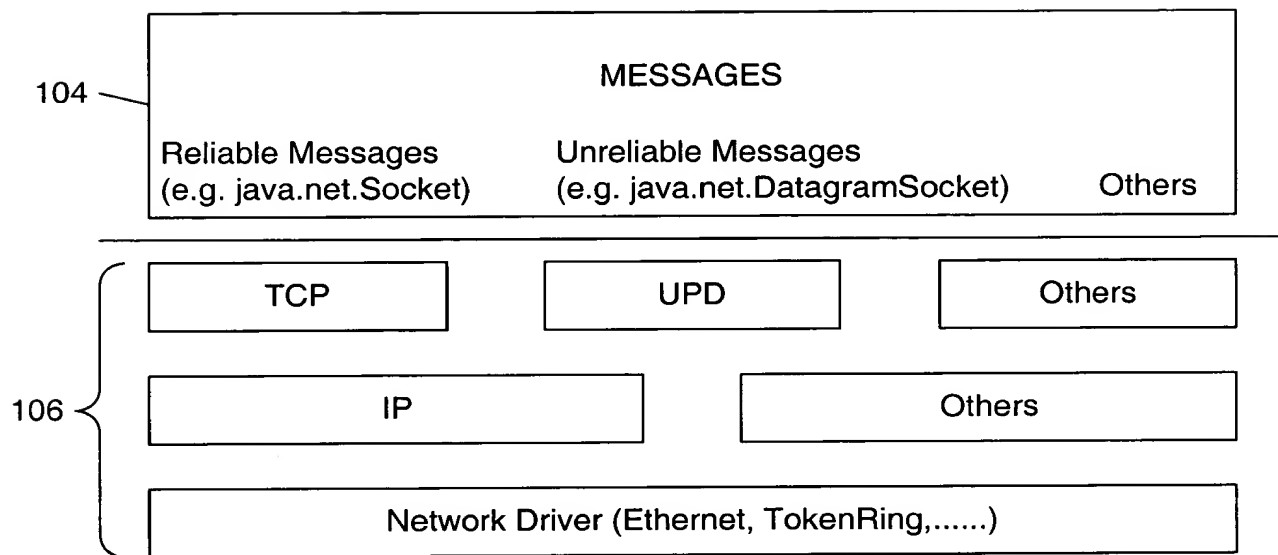 MESSAGES
104
Reliable Messages
(e.g. java.net.Socket)
Unreliable Messages
(e.g. java.net.DatagramSocket)
Others
TCP
UPD
Others
106
IP
Others
Network Driver (Ethernet, TokenRing,......)